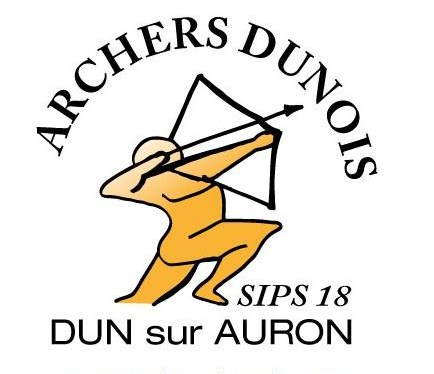 ARCHERS DUNOIS
SIPS 18
DUN sur AURON